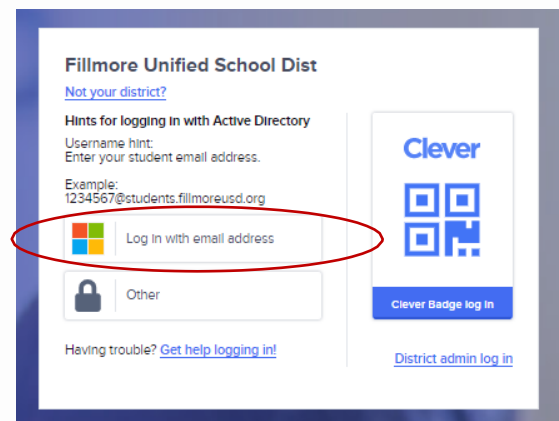 Fillmore Unified School Dist
Not your district?
Hints for logging in with Active Directory
Username hint:
Enter your student email address.
Example:
1234567@students.fillmoreusd.org
Log in with email address
Other
Having trouble? Get help logging in!
Clever
Clever Badge log in
District admin log in